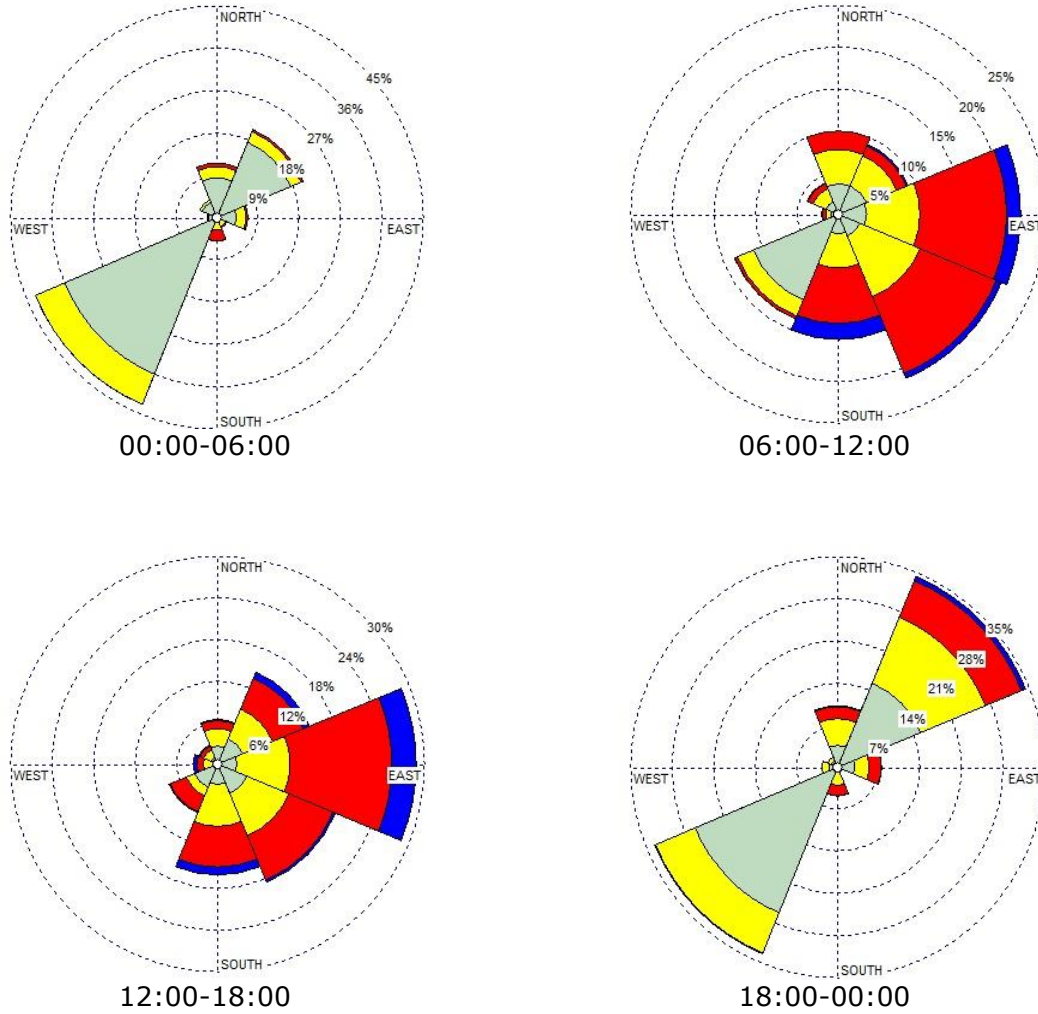 NORTH
45%
36%
27%
18%
9%
WEST
EAST
SOUTH
00:00-06:00
NORTH
25%
20%
15%
10%
5%
WEST
EAST
SOUTH
06:00-12:00
NORTH
30%
24%
18%
12%
6%
WEST
EAST
SOUTH
12:00-18:00
NORTH
35%
28%
21%
14%
7%
WEST
EAST
SOUTH
18:00-00:00